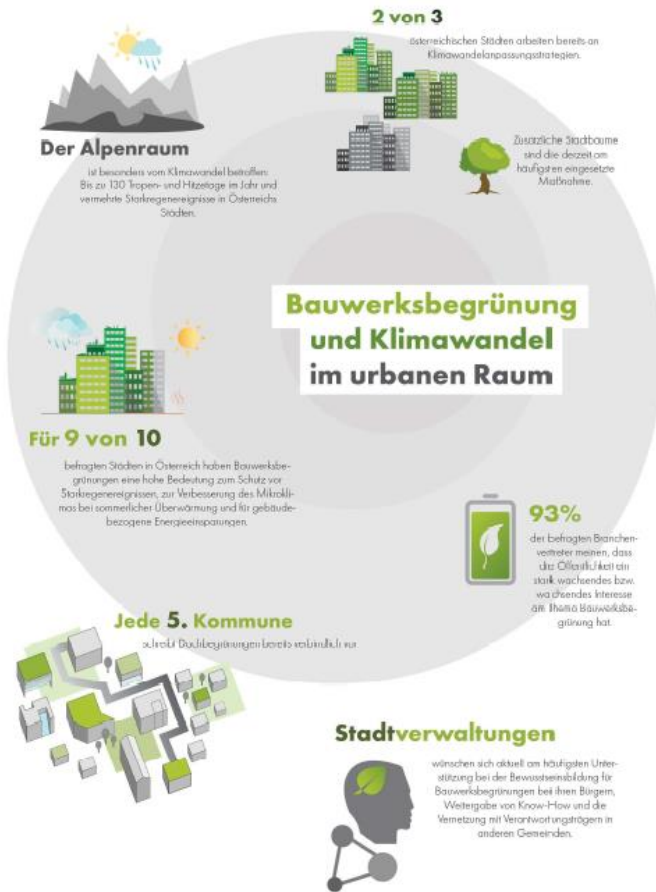 2 von 3
österreichischen Städten arbeiten bereits an
Klimawandelanpassungsstrategien.
Der Alpenraum
ist besonders vom Klimawandel betroffen:
Bis zu 130 Tropen- und Hitzetage im Jahr und
vermehrte Starkregenereignisse in Österreichs
Städten.
Zusätzliche Stadtbäume
sind die derzeit am
häufigsten eingesetzte
Maßnahme.
Bauwerksbegrünung
und Klimawandel
im urbanen Raum
Für 9 von 10
befragten Städten in Österreich haben Bauwerksbe-
grünungen eine hohe Bedeutung zum Schutz vor
Starkregenereignissen, zur Verbesserung des Mikrokli-
mas bei sommerlicher Überwärmung und für gebäude-
bezogene Energieeinsparungen.
93%
der befragten Branchen-
vertreter meinen, dass
die Öffentlichkeit ein
stark wachsendes bzw.
wachsendes Interesse
am Thema Bauwerksbe-
grünung hat.
Jede 5. Kommune
schreibt Dachbegrünungen bereits verbindlich vor.
Stadtverwaltungen
wünschen sich aktuell am häufigsten Unter-
stützung bei der Bewusstseinsbildung für
Bauwerksbegrünungen bei ihren Bürgern,
Weitergabe von Know-How und die
Vernetzung mit Verantwortungsträgern in
anderen Gemeinden.